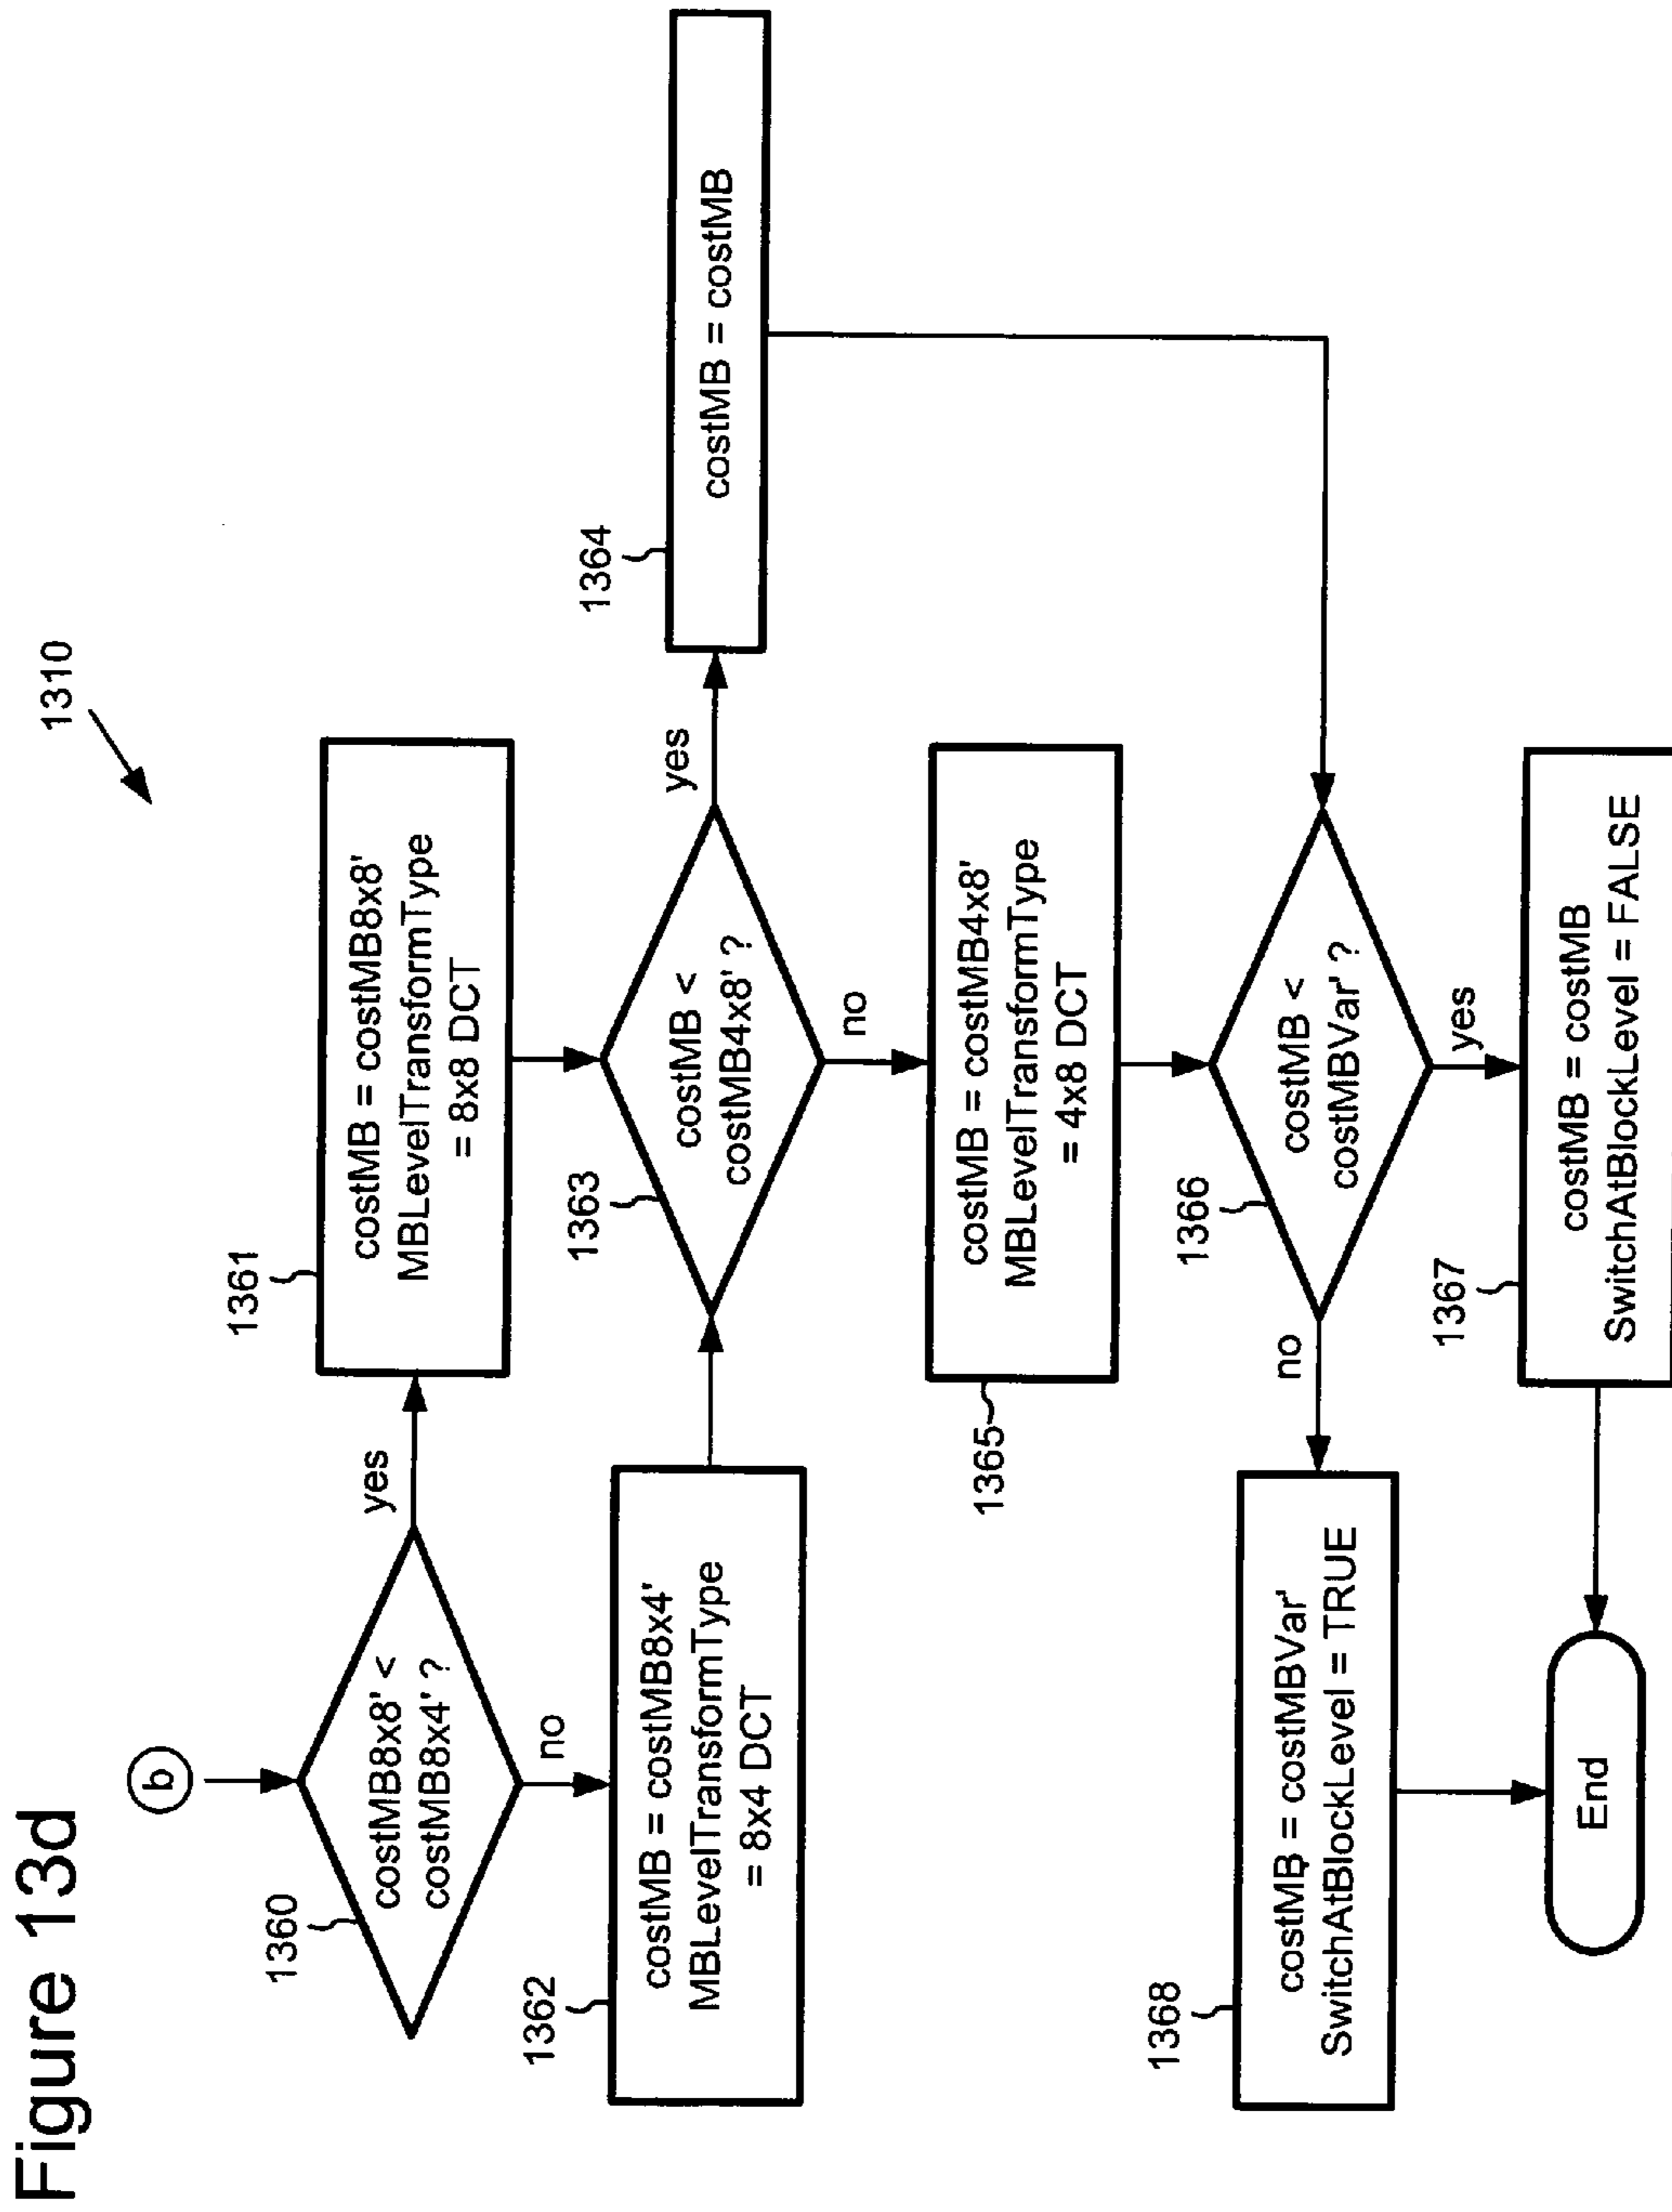 Figure 13d
1310
b
1360
costMB8x8' <
costMB8x4' ?
yes
no
1361
costMB = costMB8x8'
MBLevelTransformType
= 8x8 DCT
1362
costMB = costMB8x4'
MBLevelTransformType
= 8x4 DCT
1363
costMB <
costMB4x8' ?
yes
no
1364
costMB = costMB
1365
costMB = costMB4x8'
MBLevelTransformType
= 4x8 DCT
1366
costMB <
costMBVar' ?
no
yes
1368
costMB = costMBVar'
SwitchAtBlockLevel = TRUE
1367
costMB = costMB
SwitchAtBlockLevel = FALSE
End